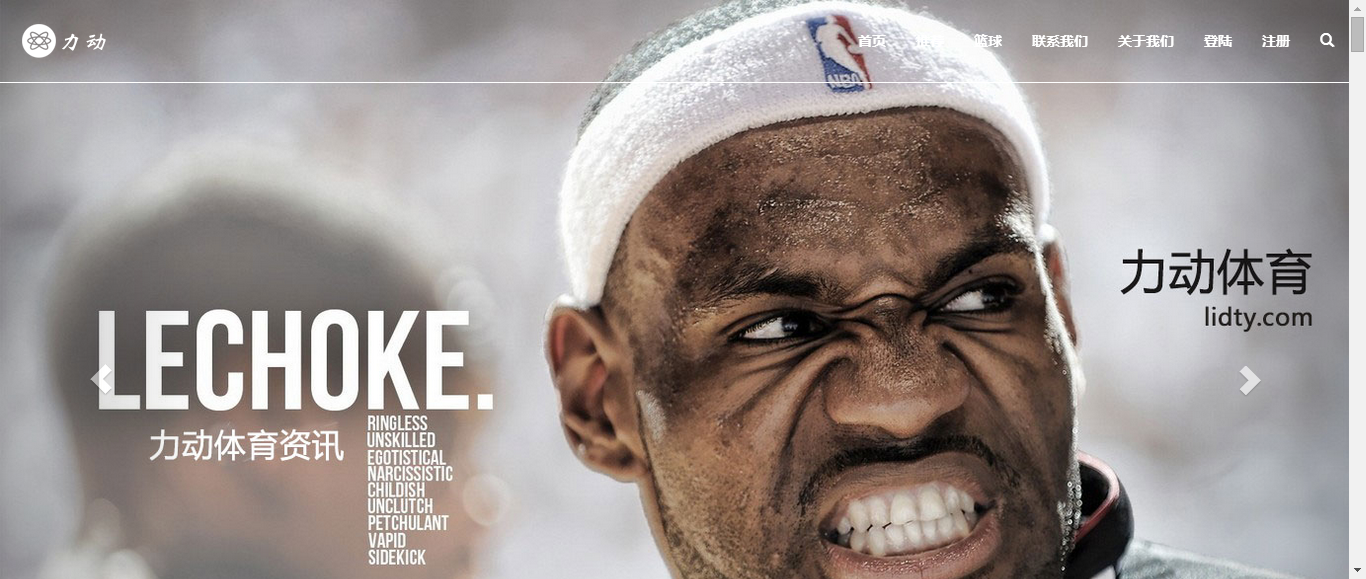 力动
首页
篮球
联系我们
关于我们
登陆
注册
NBA
力动体育
lidty.com
LECHOKE.
力动体育资讯
RINGLESS
UNSKILLED
EGOTISTICAL
NARCISSISTIC
CHILDISH
UNCLUTCH
PETCHULANT
VAPID
SIDEKICK